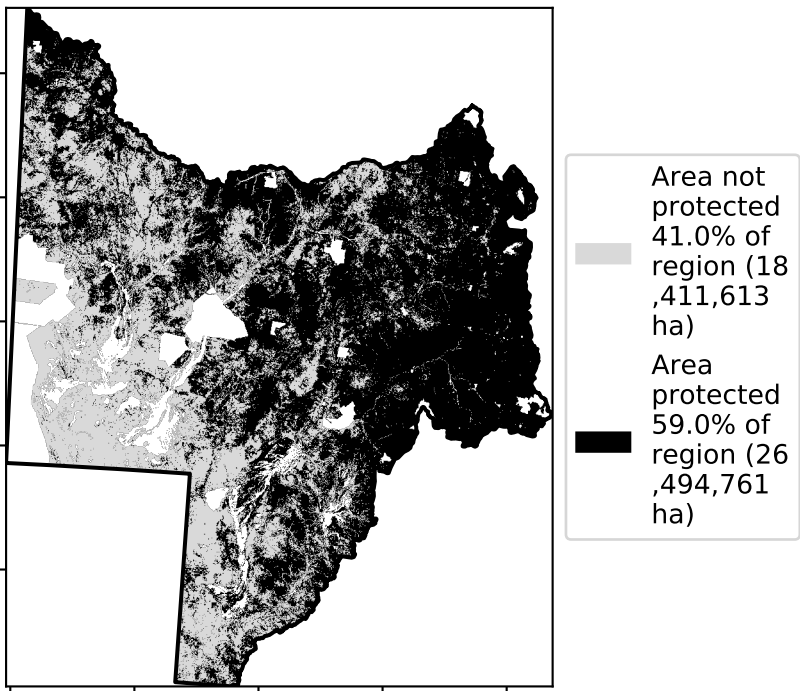 Area not
protected
41.0% of
region (18
,411,613
ha)
Area
protected
59.0% of
region (26
,494,761
ha)